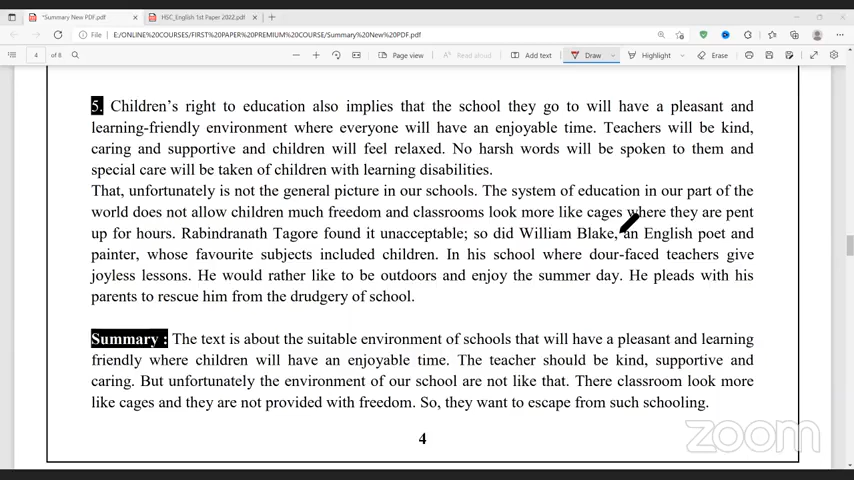 *Summary New PDF.pdf
HSC_English 1st Paper 2022.pdf
File
E:/ONLINE%20COURSES/FIRST%20PAPER%20PREMIUM%20COURSE/Summary%20New%20PDF.pdf
4 of 8 Page view Read aloud Add text Draw Highlight Erase
5. Children's right to education also implies that the school they go to will have a pleasant and
learning-friendly environment where everyone will have an enjoyable time. Teachers will be kind,
caring and supportive and children will feel relaxed. No harsh words will be spoken to them and
special care will be taken of children with learning disabilities.
That, unfortunately is not the general picture in our schools. The system of education in our part of the
world does not allow children much freedom and classrooms look more like cages where they are pent
up for hours. Rabindranath Tagore found it unacceptable; so did William Blake, an English poet and
painter, whose favourite subjects included children. In his school where dour-faced teachers give
joyless lessons. He would rather like to be outdoors and enjoy the summer day. He pleads with his
parents to rescue him from the drudgery of school.
Summary : The text is about the suitable environment of schools that will have a pleasant and learning
friendly where children will have an enjoyable time. The teacher should be kind, supportive and
caring. But unfortunately the environment of our school are not like that. There classroom look more
like cages and they are not provided with freedom. So, they want to escape from such schooling.
4
zoom